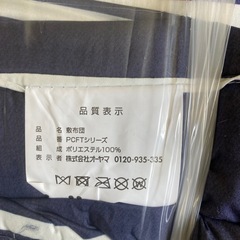 品質表示
品 名 敷布団
品 番 PCFTシリーズ
組 成 ポリエステル100%
表示者 株式会社オーヤマ 0120-935-335